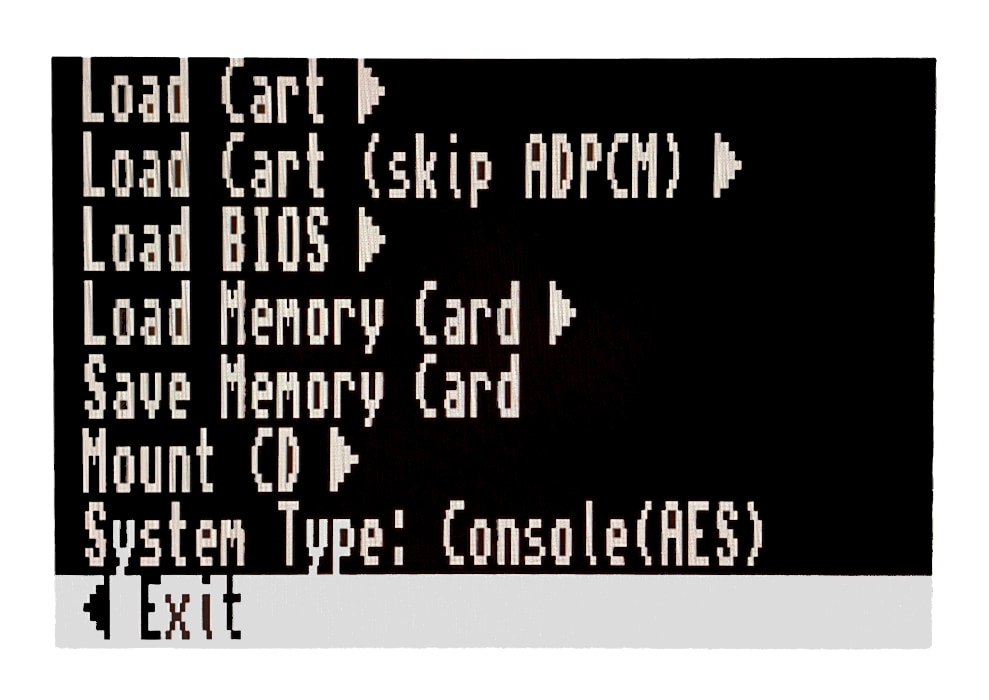 Load Cart ▶
Load Cart (skip ADPCM) ▶
Load BIOS ▶
Load Memory Card ▶
Save Memory Card
Mount CD ▶
System Type: Console(AES)
◀ Exit